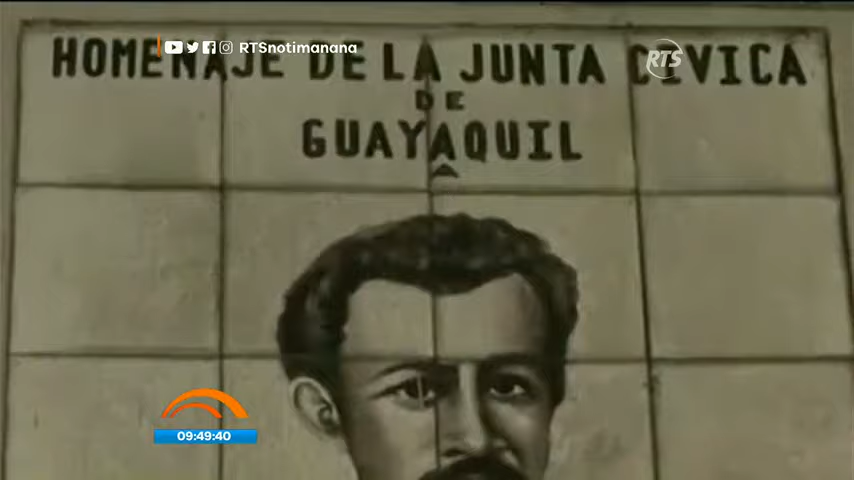 HOMENAJE DE LA JUNTA CIVICA
DE
GUAYAQUIL
RTSnotimanana
RTS
09:49:40